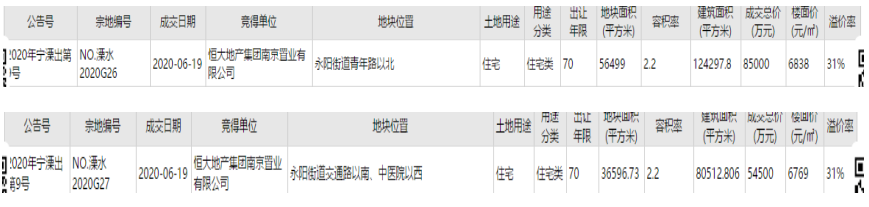 公告号 宗地编号 成交日期 竞得单位 地块位置 土地用途 用途分类 出让年限 地块面积(平方米) 容积率 建筑面积(平方米) 成交总价(万元) 楼面价(元/㎡) 溢价率
2020年宁溧出第9号 NO.溧水2020G26 2020-06-19 恒大地产集团南京置业有限公司 永阳街道青年路以北 住宅 住宅类 70 56499 2.2 124297.8 85000 6838 31%
公告号 宗地编号 成交日期 竞得单位 地块位置 土地用途 用途分类 出让年限 地块面积(平方米) 容积率 建筑面积(平方米) 成交总价(万元) 楼面价(元/㎡) 溢价率
2020年宁溧出第9号 NO.溧水2020G27 2020-06-19 恒大地产集团南京置业有限公司 永阳街道交通路以南、中医院以西 住宅 住宅类 70 36596.73 2.2 80512.806 54500 6769 31%